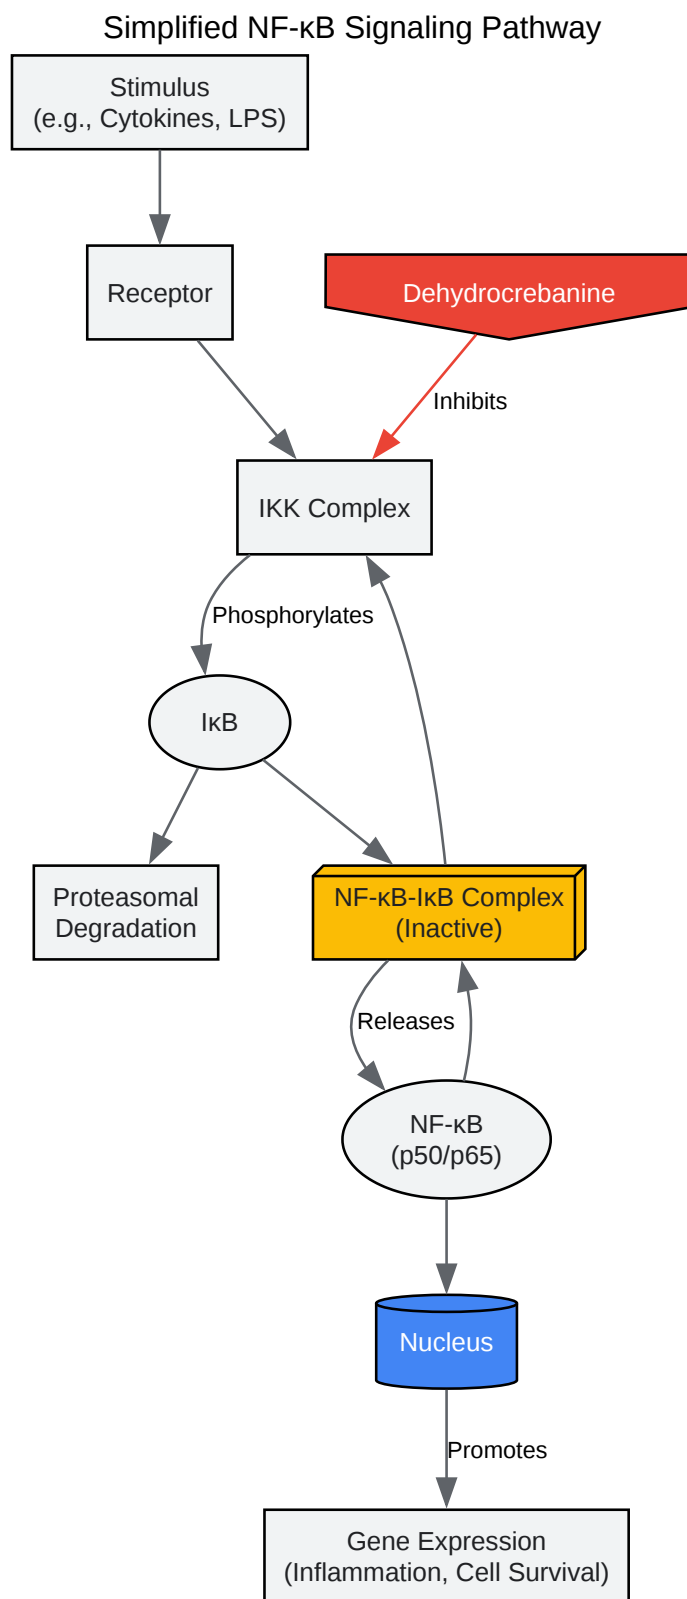 Simplified NF-κB Signaling Pathway
Stimulus
(e.g., Cytokines, LPS)
Receptor
Dehydrocrebanine
Inhibits
IKK Complex
Phosphorylates
IκB
Proteasomal
Degradation
NF-κB-IκB Complex
(Inactive)
Releases
NF-κB
(p50/p65)
Nucleus
Promotes
Gene Expression
(Inflammation, Cell Survival)